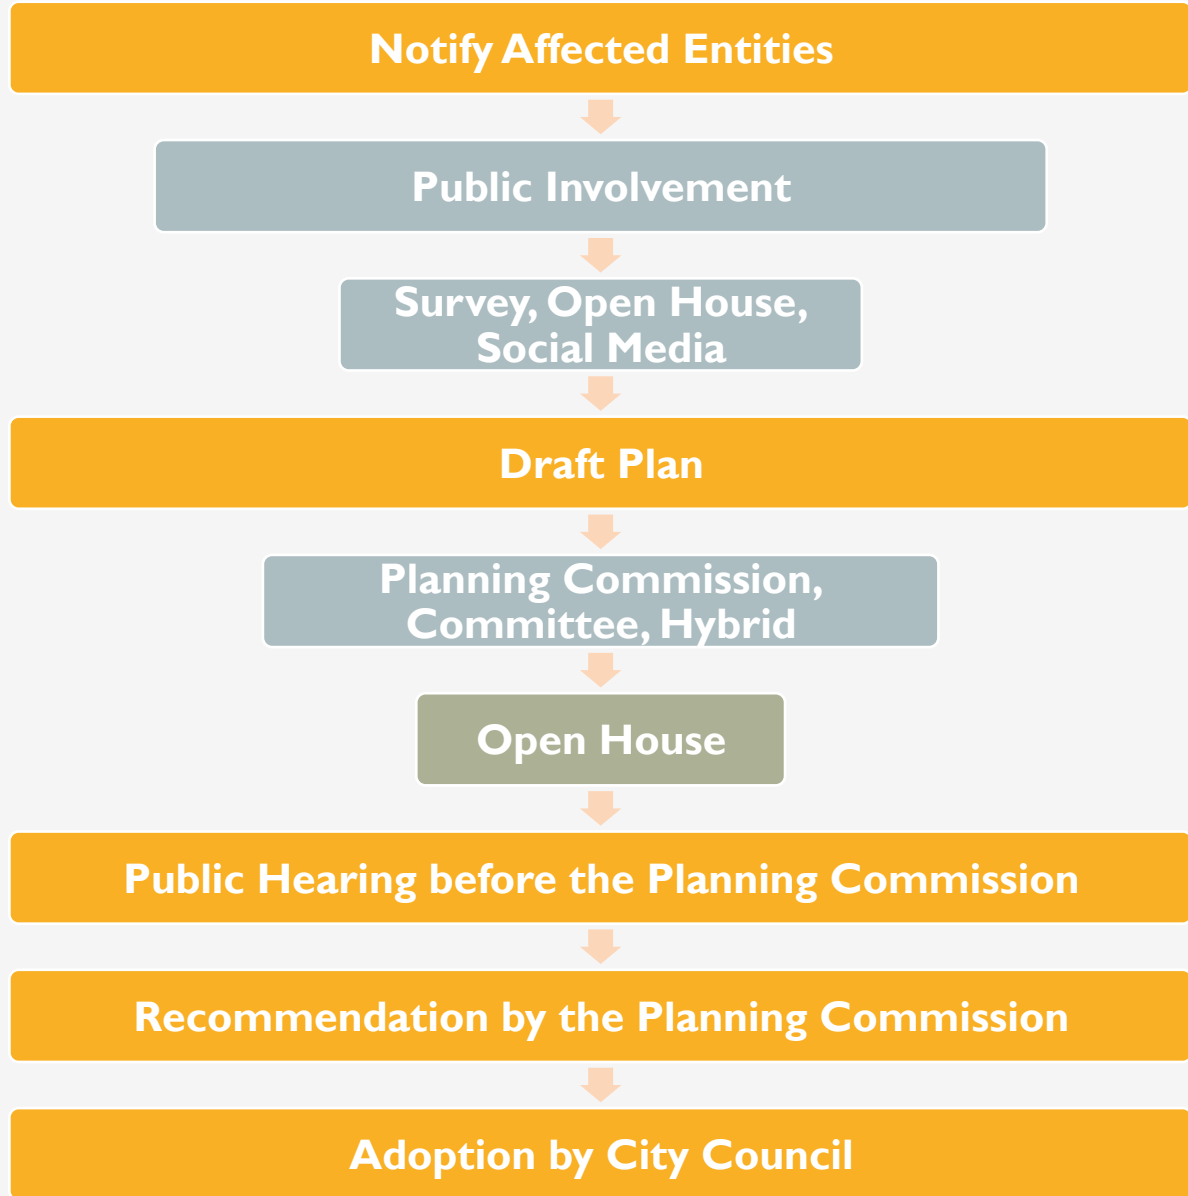 Notify Affected Entities
Public Involvement
Survey, Open House,
Social Media
Draft Plan
Planning Commission,
Committee, Hybrid
Open House
Public Hearing before the Planning Commission
Recommendation by the Planning Commission
Adoption by City Council